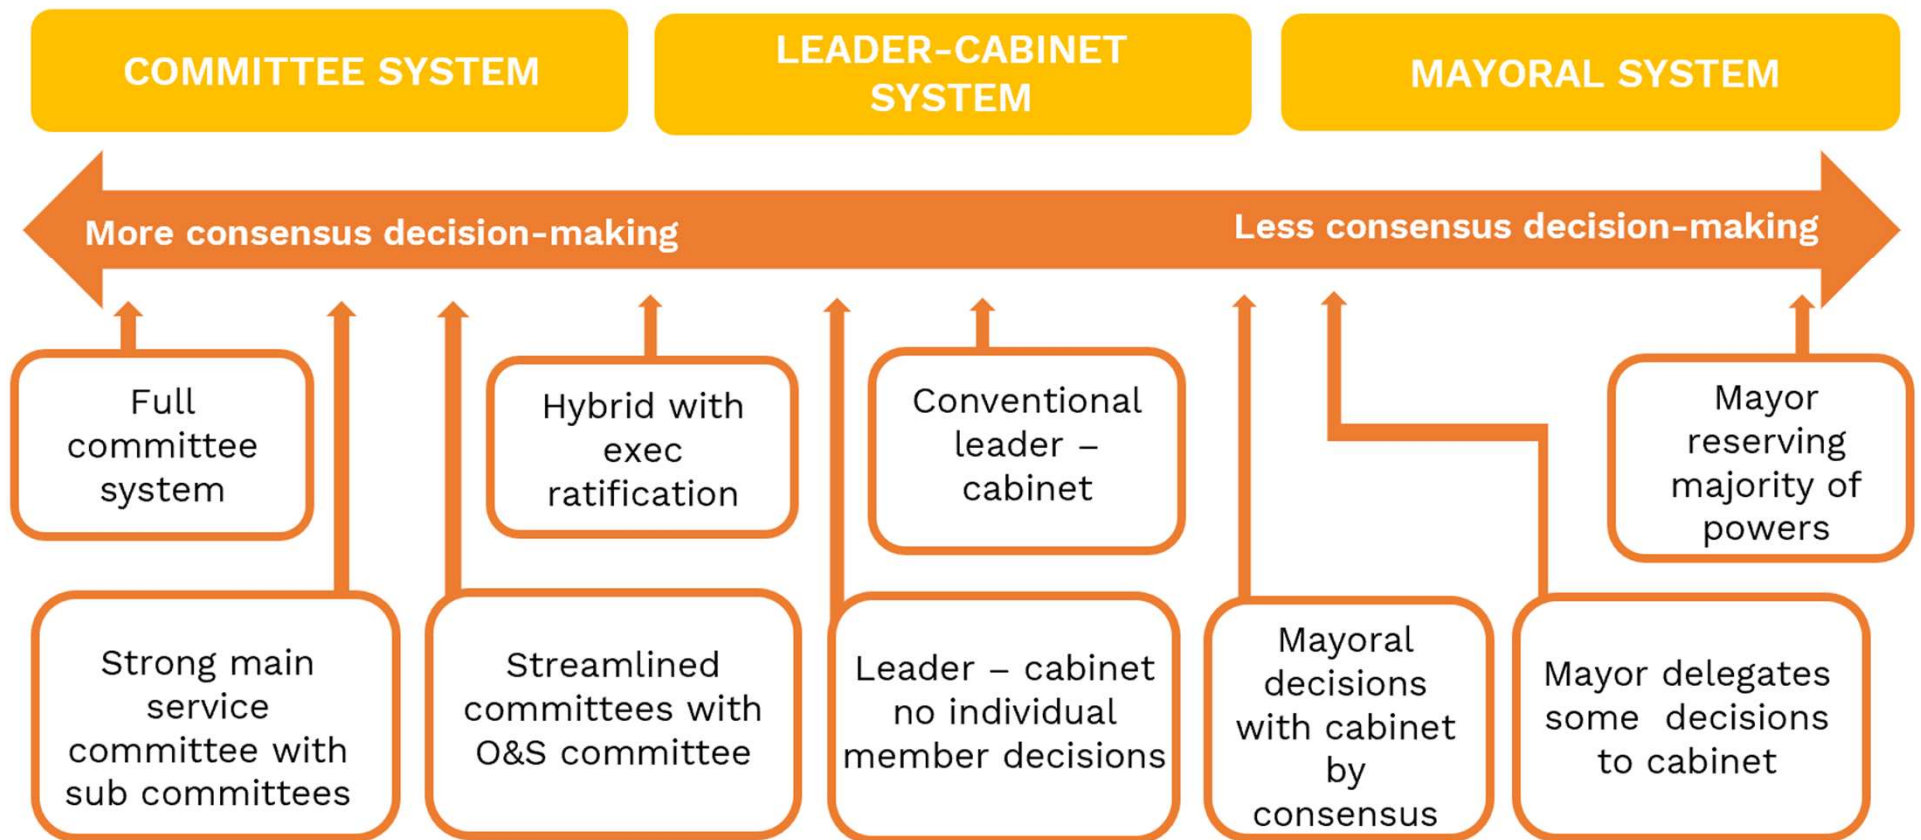 COMMITTEE SYSTEM
LEADER-CABINET
SYSTEM
MAYORAL SYSTEM
More consensus decision-making
Less consensus decision-making
Full
committee
system
Hybrid with
exec
ratification
Conventional
leader –
cabinet
Mayor
reserving
majority of
powers
Strong main
service
committee with
sub committees
Streamlined
committees with
O&S committee
Leader – cabinet
no individual
member decisions
Mayoral
decisions
with cabinet
by
consensus
Mayor delegates
some decisions
to cabinet